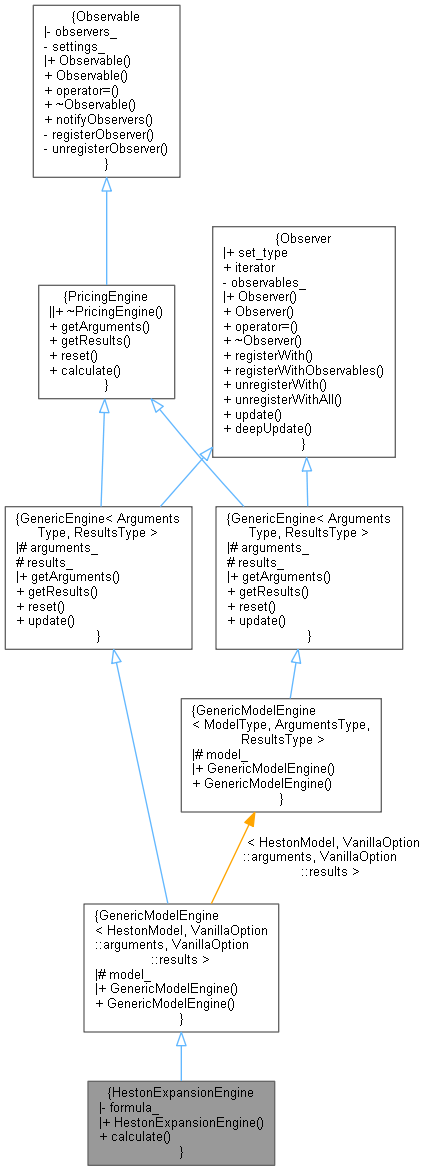 {Observable
|- observers_
- settings_
|+ Observable()
+ Observable()
+ operator=()
+ ~Observable()
+ notifyObservers()
- registerObserver()
- unregisterObserver()
}
{Observer
|+ set_type
+ iterator
- observables_
|+ Observer()
+ Observer()
+ operator=()
+ ~Observer()
+ registerWith()
+ registerWithObservables()
+ unregisterWith()
+ unregisterWithAll()
+ update()
+ deepUpdate()
}
{PricingEngine
||+ ~PricingEngine()
+ getArguments()
+ getResults()
+ reset()
+ calculate()
}
{GenericEngine< Arguments
Type, ResultsType >
|# arguments_
# results_
|+ getArguments()
+ getResults()
+ reset()
+ update()
}
{GenericEngine< Arguments
Type, ResultsType >
|# arguments_
# results_
|+ getArguments()
+ getResults()
+ reset()
+ update()
}
{GenericModelEngine
< ModelType, ArgumentsType,
ResultsType >
|# model_
|+ GenericModelEngine()
+ GenericModelEngine()
}
< HestonModel, VanillaOption
::arguments, VanillaOption
::results >
{GenericModelEngine
< HestonModel, VanillaOption
::arguments, VanillaOption
::results >
|# model_
|+ GenericModelEngine()
+ GenericModelEngine()
}
{HestonExpansionEngine
|- formula_
|+ HestonExpansionEngine()
+ calculate()
}